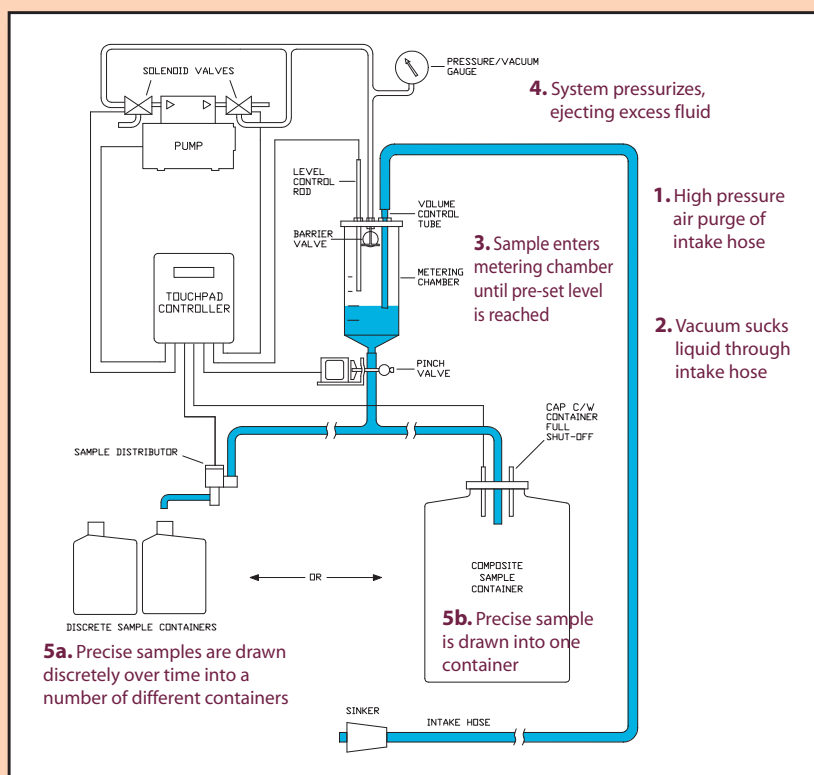 SOLENOID VALVES
PRESSURE/VACUUM
GAUGE
4. System pressurizes,
ejecting excess fluid
PUMP
LEVEL
CONTROL
ROD
VOLUME
CONTROL
TUBE
1. High pressure
air purge of
intake hose
BARRIER
VALVE
3. Sample enters
metering chamber
until pre-set level
is reached
METERING
CHAMBER
TOUCHPAD
CONTROLLER
2. Vacuum sucks
liquid through
intake hose
PINCH
VALVE
CAP C/W
CONTAINER
FULL
SHUT-OFF
SAMPLE DISTRIBUTOR
OR
COMPOSITE
SAMPLE
CONTAINER
DISCRETE SAMPLE CONTAINERS
5a. Precise samples are drawn
discretely over time into a
number of different containers
5b. Precise sample
is drawn into one
container
SINKER
INTAKE HOSE